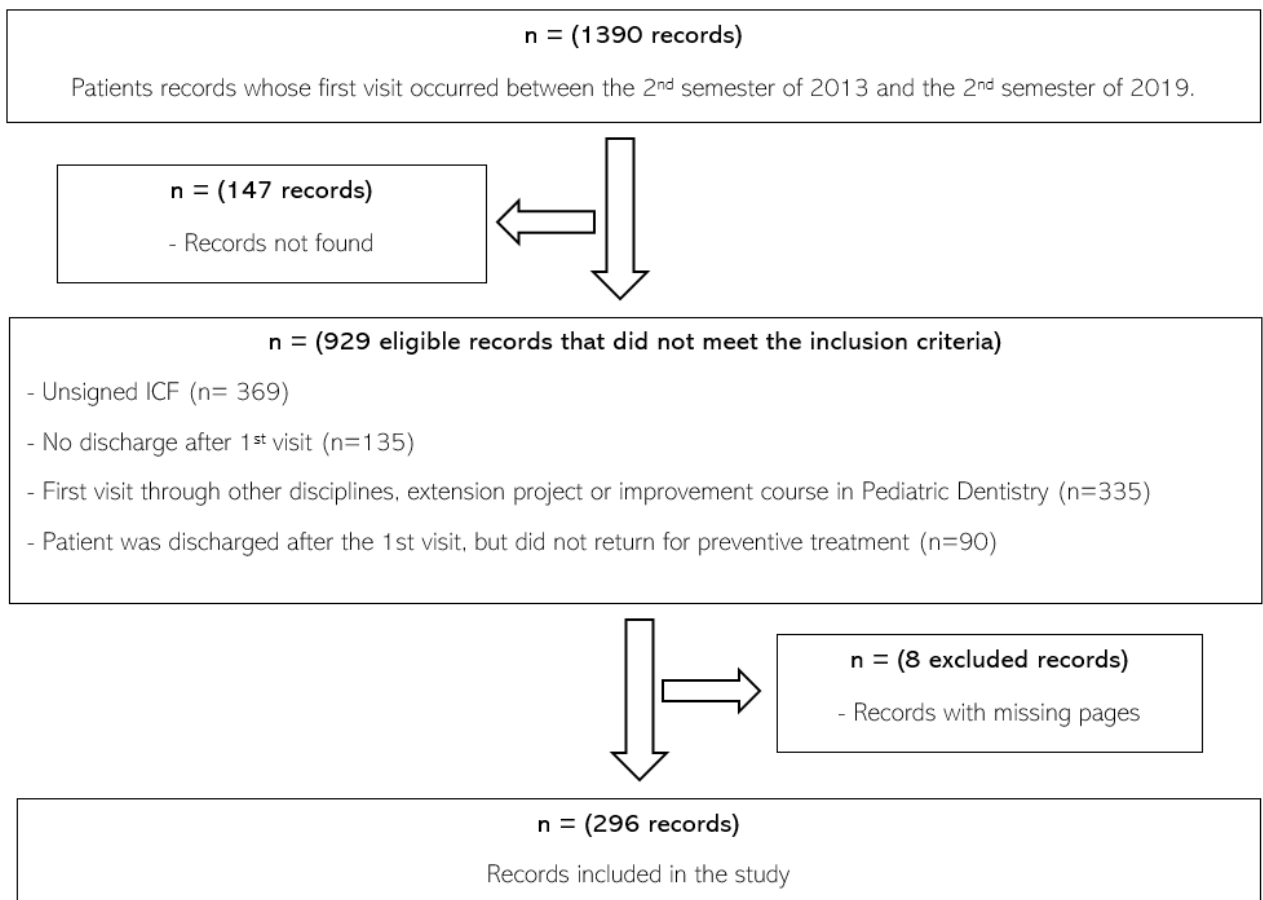 n = (1390 records)
Patients records whose first visit occurred between the 2nd semester of 2013 and the 2nd semester of 2019.
n = (147 records)
- Records not found
n = (929 eligible records that did not meet the inclusion criteria)
- Unsigned ICF (n= 369)
- No discharge after 1st visit (n=135)
- First visit through other disciplines, extension project or improvement course in Pediatric Dentistry (n=335)
- Patient was discharged after the 1st visit, but did not return for preventive treatment (n=90)
n = (8 excluded records)
- Records with missing pages
n = (296 records)
Records included in the study